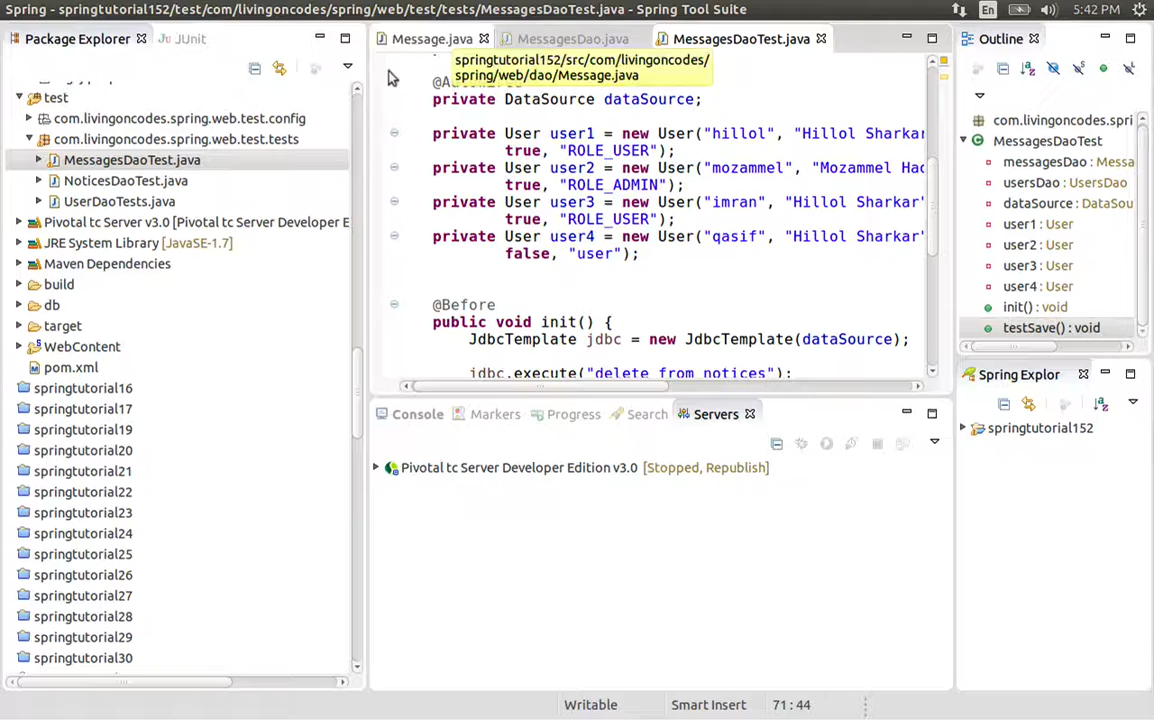 Spring - springtutorial152/test/com/livingoncodes/spring/web/test/tests/MessagesDaoTest.java - Spring Tool Suite
En
5:42 PM
Package Explorer
JUnit
test
com.livingoncodes.spring.web.test.config
com.livingoncodes.spring.web.test.tests
MessagesDaoTest.java
NoticesDaoTest.java
UserDaoTests.java
Pivotal tc Server v3.0 [Pivotal tc Server Developer E
JRE System Library [JavaSE-1.7]
Maven Dependencies
build
db
target
WebContent
pom.xml
springtutorial16
springtutorial17
springtutorial19
springtutorial20
springtutorial21
springtutorial22
springtutorial23
springtutorial24
springtutorial25
springtutorial26
springtutorial27
springtutorial28
springtutorial29
springtutorial30
Message.java
MessagesDao.java
MessagesDaoTest.java
springtutorial152/src/com/livingoncodes/
spring/web/dao/Message.java
private DataSource dataSource;
private User user1 = new User("hillol", "Hillol Sharkar
true, "ROLE_USER");
private User user2 = new User("mozammel", "Mozammel Hac
true, "ROLE_ADMIN");
private User user3 = new User("imran", "Hillol Sharkar"
true, "ROLE_USER");
private User user4 = new User("qasif", "Hillol Sharkar"
false, "user");
@Before
public void init() {
JdbcTemplate jdbc = new JdbcTemplate(dataSource);
jdbc.execute("delete from notices");
Console
Markers
Progress
Search
Servers
Pivotal tc Server Developer Edition v3.0 [Stopped, Republish]
Outline
com.livingoncodes.spri
MessagesDaoTest
messagesDao : Messa
usersDao : UsersDao
dataSource : DataSou
user1 : User
user2 : User
user3 : User
user4 : User
init() : void
testSave() : void
Spring Explor
springtutorial152
Writable
Smart Insert
71 : 44